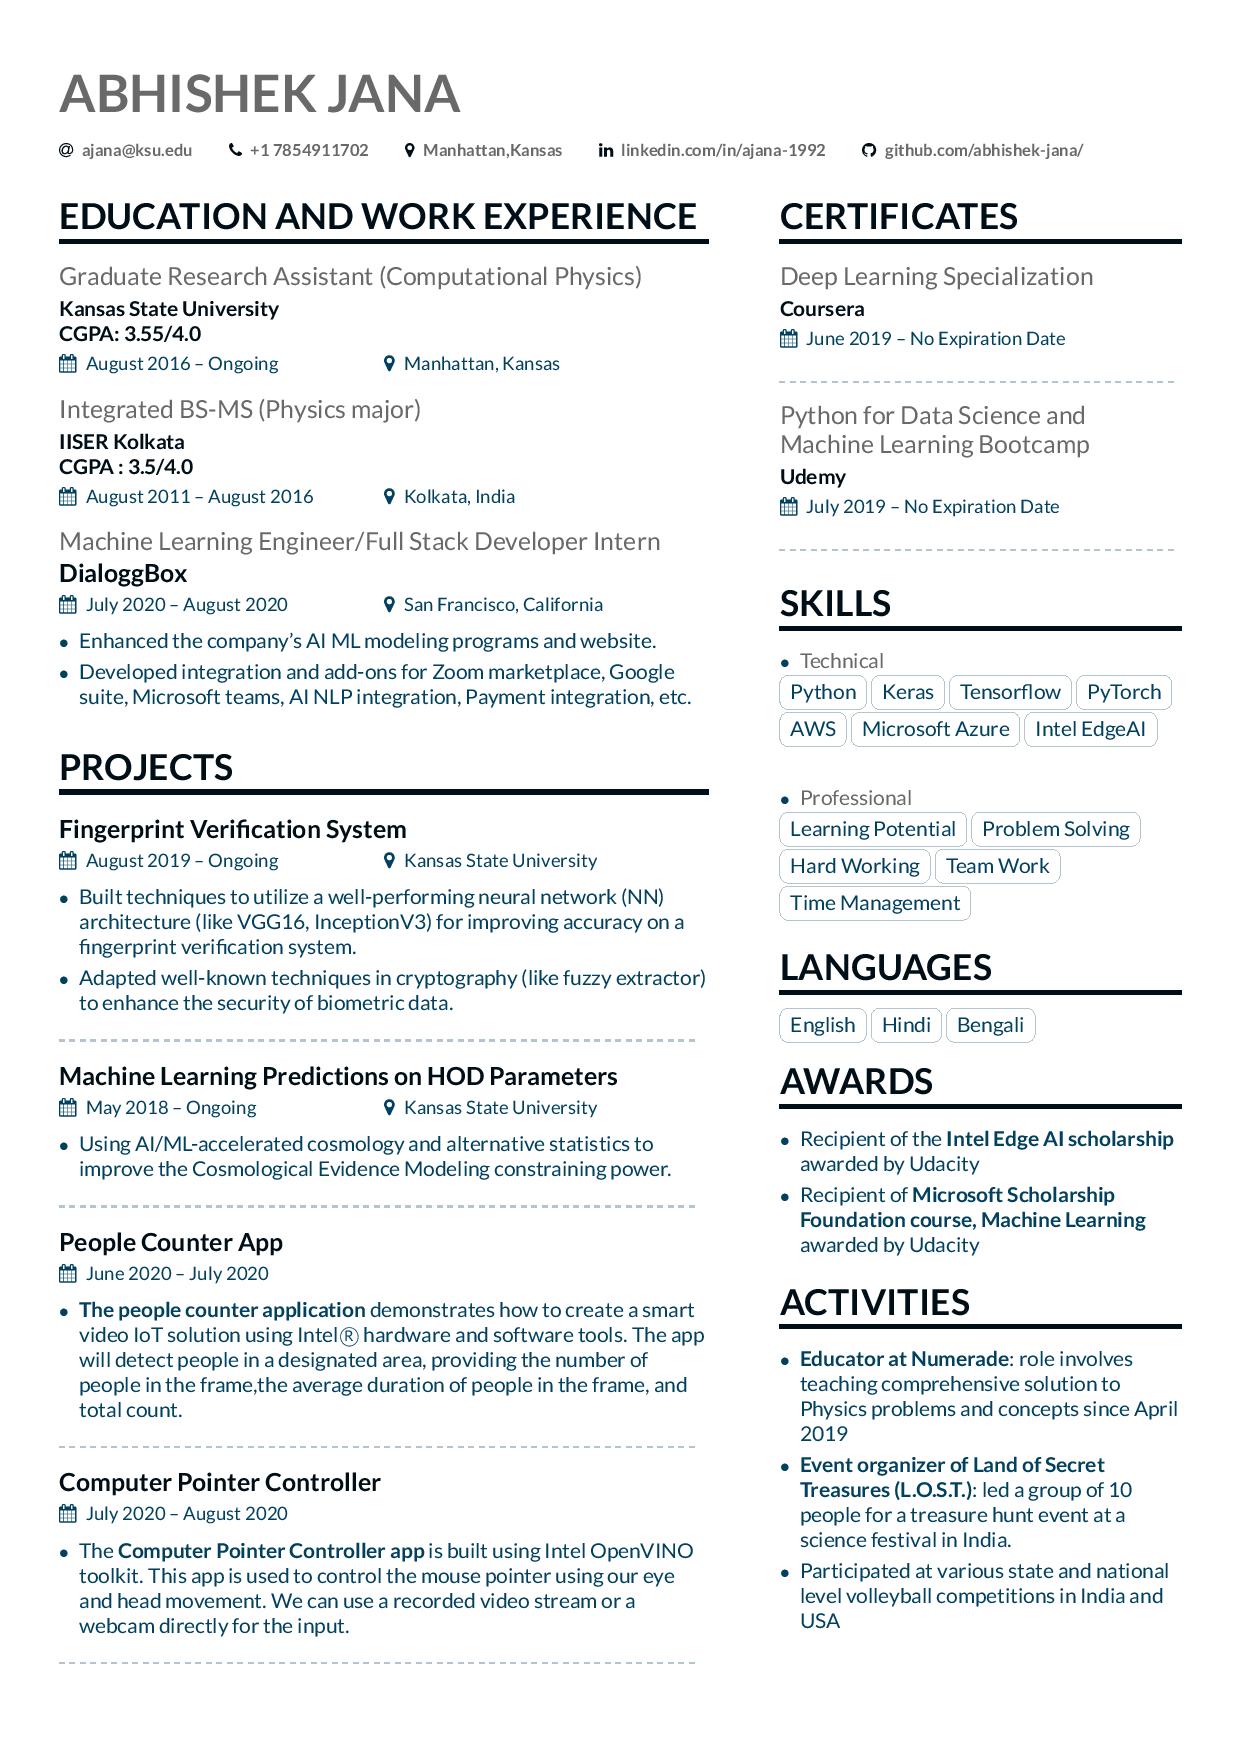 ABHISHEK JANA
@ ajana@ksu.edu +1 7854911702 Manhattan,Kansas in linkedin.com/in/ajana-1992 github.com/abhishek-jana/
EDUCATION AND WORK EXPERIENCE
Graduate Research Assistant (Computational Physics)
Kansas State University
CGPA: 3.55/4.0
August 2016 – Ongoing Manhattan, Kansas
Integrated BS-MS (Physics major)
IISER Kolkata
CGPA : 3.5/4.0
August 2011 – August 2016 Kolkata, India
Machine Learning Engineer/Full Stack Developer Intern
DialoggBox
July 2020 – August 2020 San Francisco, California
• Enhanced the company’s AI ML modeling programs and website.
• Developed integration and add-ons for Zoom marketplace, Google
suite, Microsoft teams, AI NLP integration, Payment integration, etc.
PROJECTS
Fingerprint Verification System
August 2019 – Ongoing Kansas State University
• Built techniques to utilize a well-performing neural network (NN)
architecture (like VGG16, InceptionV3) for improving accuracy on a
fingerprint verification system.
• Adapted well-known techniques in cryptography (like fuzzy extractor)
to enhance the security of biometric data.
Machine Learning Predictions on HOD Parameters
May 2018 – Ongoing Kansas State University
• Using AI/ML-accelerated cosmology and alternative statistics to
improve the Cosmological Evidence Modeling constraining power.
People Counter App
June 2020 – July 2020
• The people counter application demonstrates how to create a smart
video IoT solution using Intel® hardware and software tools. The app
will detect people in a designated area, providing the number of
people in the frame,the average duration of people in the frame, and
total count.
Computer Pointer Controller
July 2020 – August 2020
• The Computer Pointer Controller app is built using Intel OpenVINO
toolkit. This app is used to control the mouse pointer using our eye
and head movement. We can use a recorded video stream or a
webcam directly for the input.
CERTIFICATES
Deep Learning Specialization
Coursera
June 2019 – No Expiration Date
Python for Data Science and
Machine Learning Bootcamp
Udemy
July 2019 – No Expiration Date
SKILLS
• Technical
Python Keras Tensorflow PyTorch
AWS Microsoft Azure Intel EdgeAI
• Professional
Learning Potential Problem Solving
Hard Working Team Work
Time Management
LANGUAGES
English Hindi Bengali
AWARDS
• Recipient of the Intel Edge AI scholarship
awarded by Udacity
• Recipient of Microsoft Scholarship
Foundation course, Machine Learning
awarded by Udacity
ACTIVITIES
• Educator at Numerade: role involves
teaching comprehensive solution to
Physics problems and concepts since April
2019
• Event organizer of Land of Secret
Treasures (L.O.S.T.): led a group of 10
people for a treasure hunt event at a
science festival in India.
• Participated at various state and national
level volleyball competitions in India and
USA